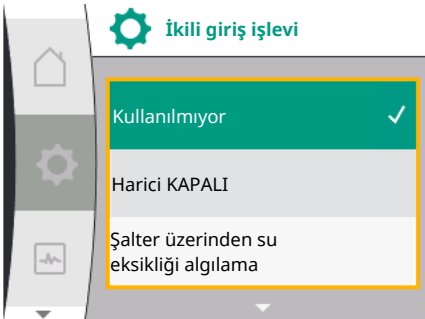 İkili giriş işlevi
Kullanılmıyor
Harici KAPALI
Şalter üzerinden su
eksikliği algılama